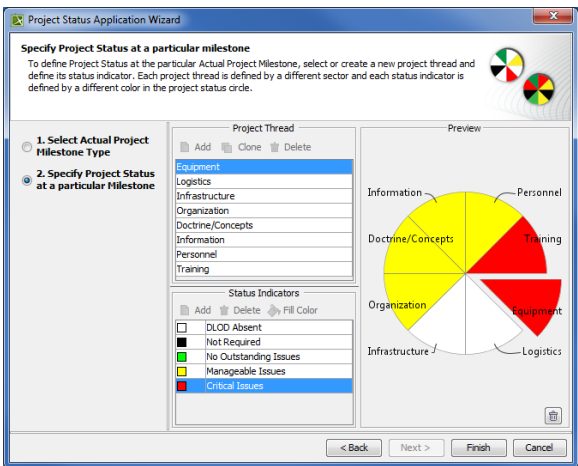 Project Status Application Wizard
Specify Project Status at a particular milestone
To define Project Status at the particular Actual Project Milestone, select or create a new project thread and
define its status indicator. Each project thread is defined by a different sector and each status indicator is
defined by a different color in the project status circle.
1. Select Actual Project
Milestone Type
2. Specify Project Status
at a particular Milestone
Project Thread
Add Clone Delete
Equipment
Logistics
Infrastructure
Organization
Doctrine/Concepts
Information
Personnel
Training
Status Indicators
Add Delete Fill Color
DLOD Absent
Not Required
No Outstanding Issues
Manageable Issues
Critical Issues
Preview
Information Personnel
Doctrine/Concepts Training
Organization Equipment
Infrastructure Logistics
< Back Next > Finish Cancel